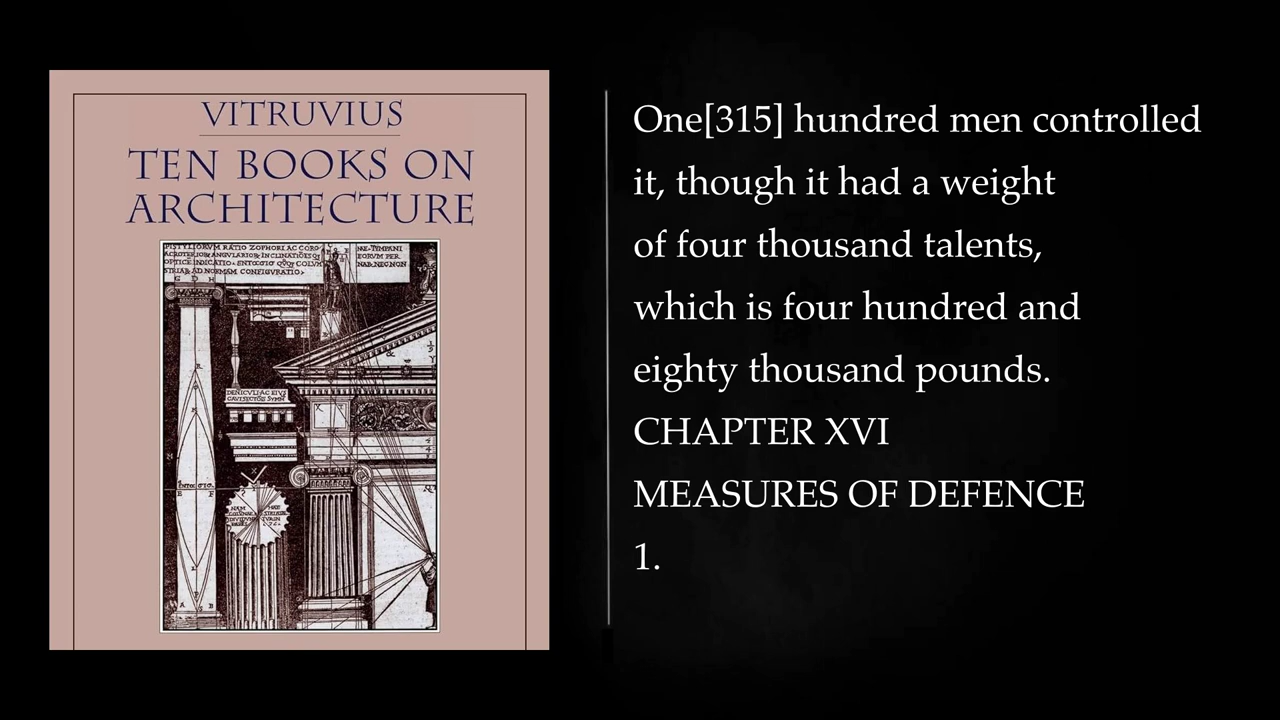 VITRUVIUS
TEN BOOKS ON
ARCHITECTURE
One[315] hundred men controlled
it, though it had a weight
of four thousand talents,
which is four hundred and
eighty thousand pounds.
CHAPTER XVI
MEASURES OF DEFENCE
1.